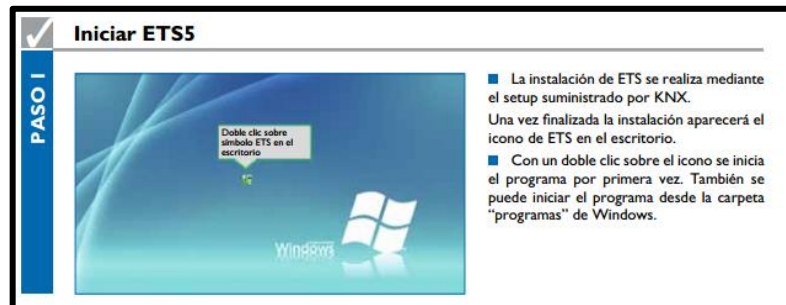 Iniciar ETS5
PASO 1
Doble clic sobre
símbolo ETS en el
escritorio
Windows
■ La instalación de ETS se realiza mediante
el setup suministrado por KNX.
Una vez finalizada la instalación aparecerá el
icono de ETS en el escritorio.
■ Con un doble clic sobre el icono se inicia
el programa por primera vez. También se
puede iniciar el programa desde la carpeta
“programas” de Windows.